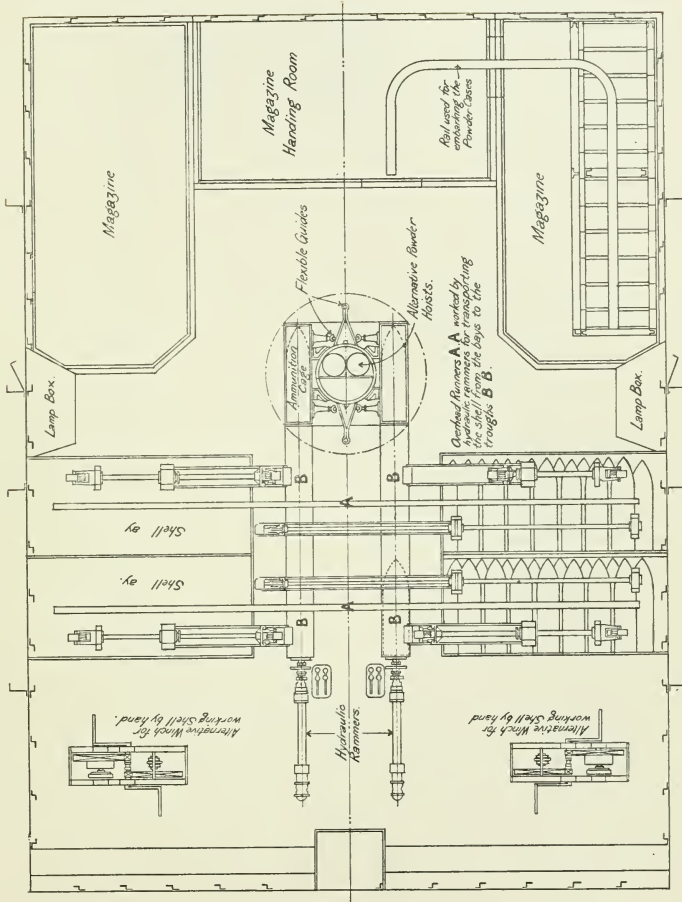 Magazine
Magazine
Handing Room
Rail used for
embarking the
Powder Cases
Magazine
Flexible Guides
Alternative Powder
Hoists.
Ammunition
Cage
Overhead Runners A.A. worked by
hydraulic rammers for transporting
the shell from the bays to the
troughs B B.
Lamp Box.
Lamp Box.
B
B
A
Shell ay
Shell ay.
A
B
B
Alternative Winch for
working Shell by hand.
Hydraulic
Rammers.
Alternative Winch for
working Shell by hand